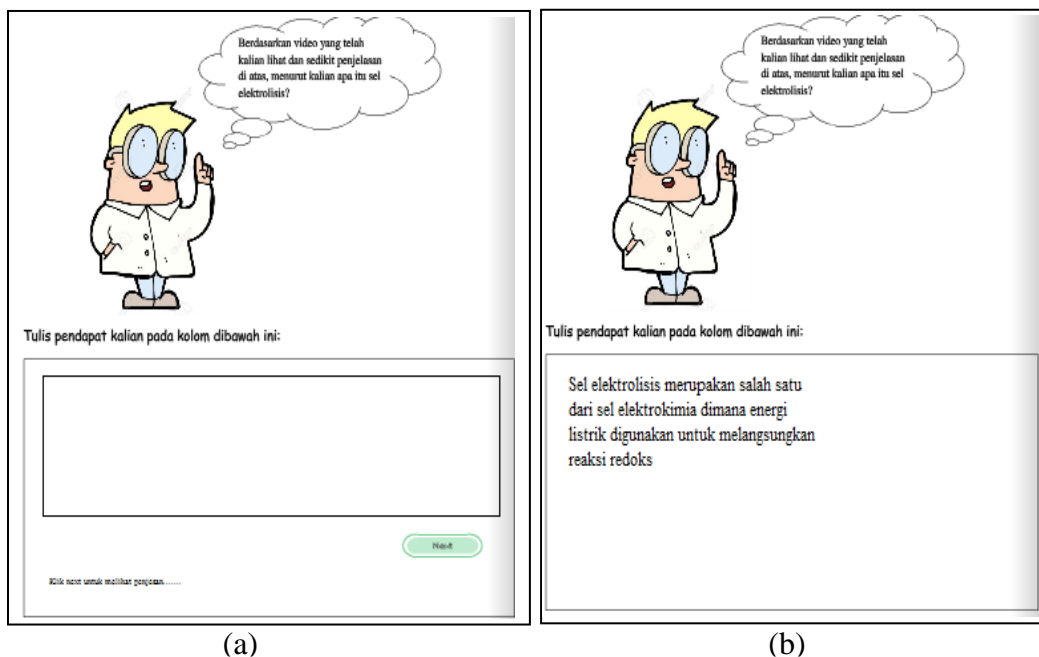 Berdasarkan video yang telah
kalian lihat dan sedikit penjelasan
di atas, menurut kalian apa itu sel
elektrolisis?
Tulis pendapat kalian pada kolom dibawah ini:
Next
Klik next untuk melihat penjesan.......
(a)
Berdasarkan video yang telah
kalian lihat dan sedikit penjelasan
di atas, menurut kalian apa itu sel
elektrolisis?
Tulis pendapat kalian pada kolom dibawah ini:
Sel elektrolisis merupakan salah satu
dari sel elektrokimia dimana energi
listrik digunakan untuk melangsungkan
reaksi redoks
(b)